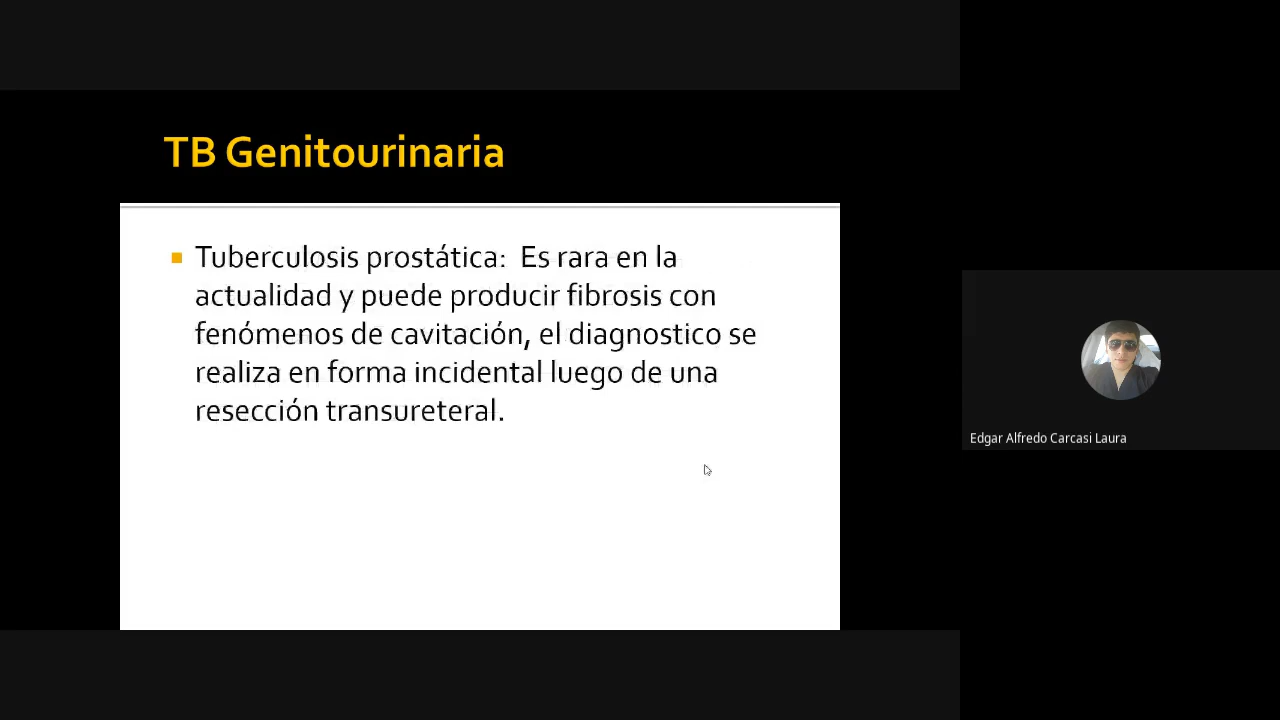 TB Genitourinaria
Tuberculosis prostática:  Es rara en la
actualidad y puede producir fibrosis con
fenómenos de cavitación, el diagnostico se
realiza en forma incidental luego de una
resección transureteral.
Edgar Alfredo Carcasi Laura